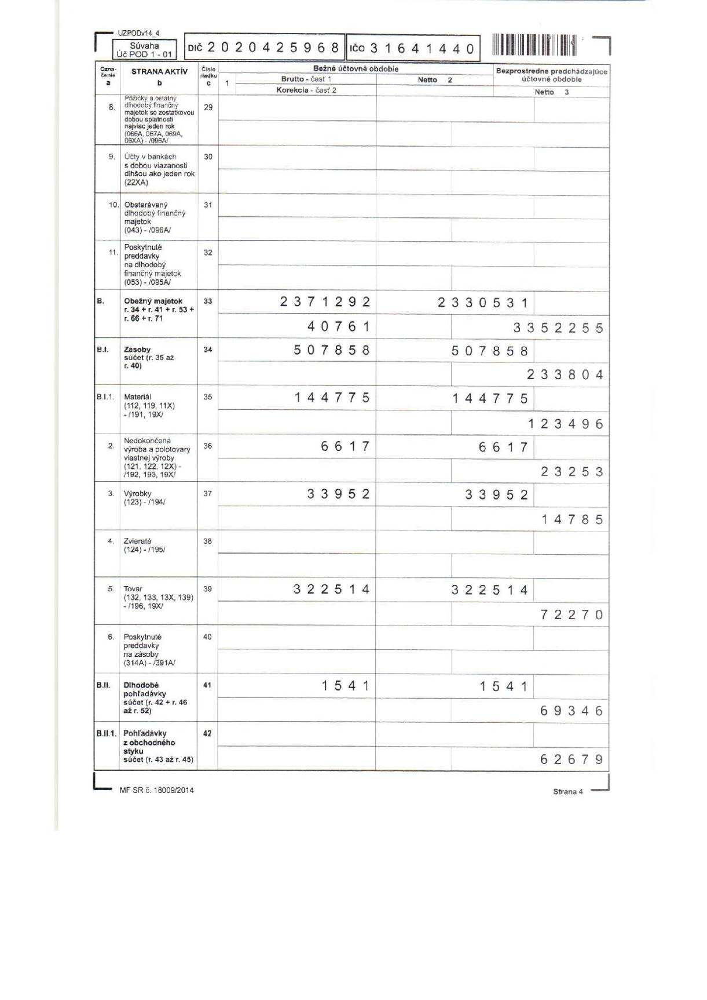 UZPODv14_4
Súvaha
Úč POD 1 - 01
DIČ 2020425968
IČO 31641440
Ozna-
čenie
a
STRANA AKTÍV
b
Číslo
riadku
c
Bežné účtovné obdobie
1
Brutto - časť 1
Korekcia - časť 2
Netto 2
Bezprostredne predchádzajúce
účtovné obdobie
Netto 3
8.
Pôžičky a ostatný
dlhodobý finančný
majetok so zostatkovou
dobou splatnosti
najviac jeden rok
(066A, 067A, 069A,
06XA) - /096A/
29
9.
Účty v bankách
s dobou viazanosti
dlhšou ako jeden rok
(22XA)
30
10.
Obstarávaný
dlhodobý finančný
majetok
(043) - /096A/
31
11.
Poskytnuté
preddavky
na dlhodobý
finančný majetok
(053) - /095A/
32
B.
Obežný majetok
r. 34 + r. 41 + r. 53 +
r. 66 + r. 71
33
2371292
2330531
40761
3352255
B.I.
Zásoby
súčet (r. 35 až
r. 40)
34
507858
507858
233804
B.I.1.
Materiál
(112, 119, 11X)
- /191, 19X/
35
144775
144775
123496
2.
Nedokončená
výroba a polotovary
vlastnej výroby
(121, 122, 12X) -
/192, 193, 19X/
36
6617
6617
23253
3.
Výrobky
(123) - /194/
37
33952
33952
14785
4.
Zvieratá
(124) - /195/
38
5.
Tovar
(132, 133, 13X, 139)
- /196, 19X/
39
322514
322514
72270
6.
Poskytnuté
preddavky
na zásoby
(314A) - /391A/
40
B.II.
Dlhodobé
pohľadávky
súčet (r. 42 + r. 46
až r. 52)
41
1541
1541
69346
B.II.1.
Pohľadávky
z obchodného
styku
súčet (r. 43 až r. 45)
42
62679
MF SR č. 18009/2014
Strana 4